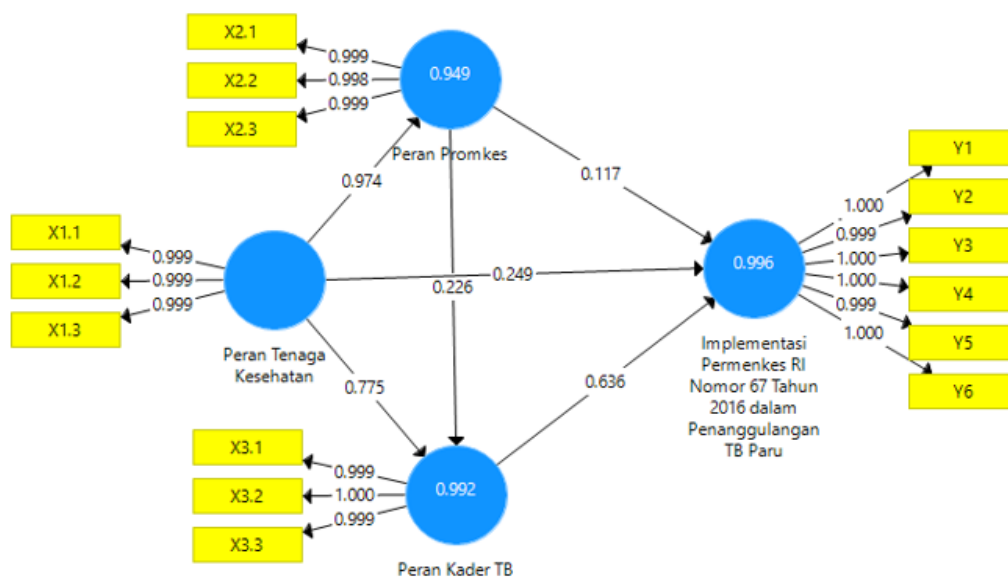 X2.1
X2.2
X2.3
0.999
0.998
0.999
0.949
Peran Promkes
0.974
0.117
X1.1
X1.2
X1.3
0.999
0.999
0.999
Peran Tenaga
Kesehatan
0.249
0.226
0.775
0.636
X3.1
X3.2
X3.3
0.999
1.000
0.999
0.992
Peran Kader TB
0.996
Implementasi
Permenkes RI
Nomor 67 Tahun
2016 dalam
Penanggulangan
TB Paru
1.000
0.999
1.000
1.000
0.999
1.000
Y1
Y2
Y3
Y4
Y5
Y6